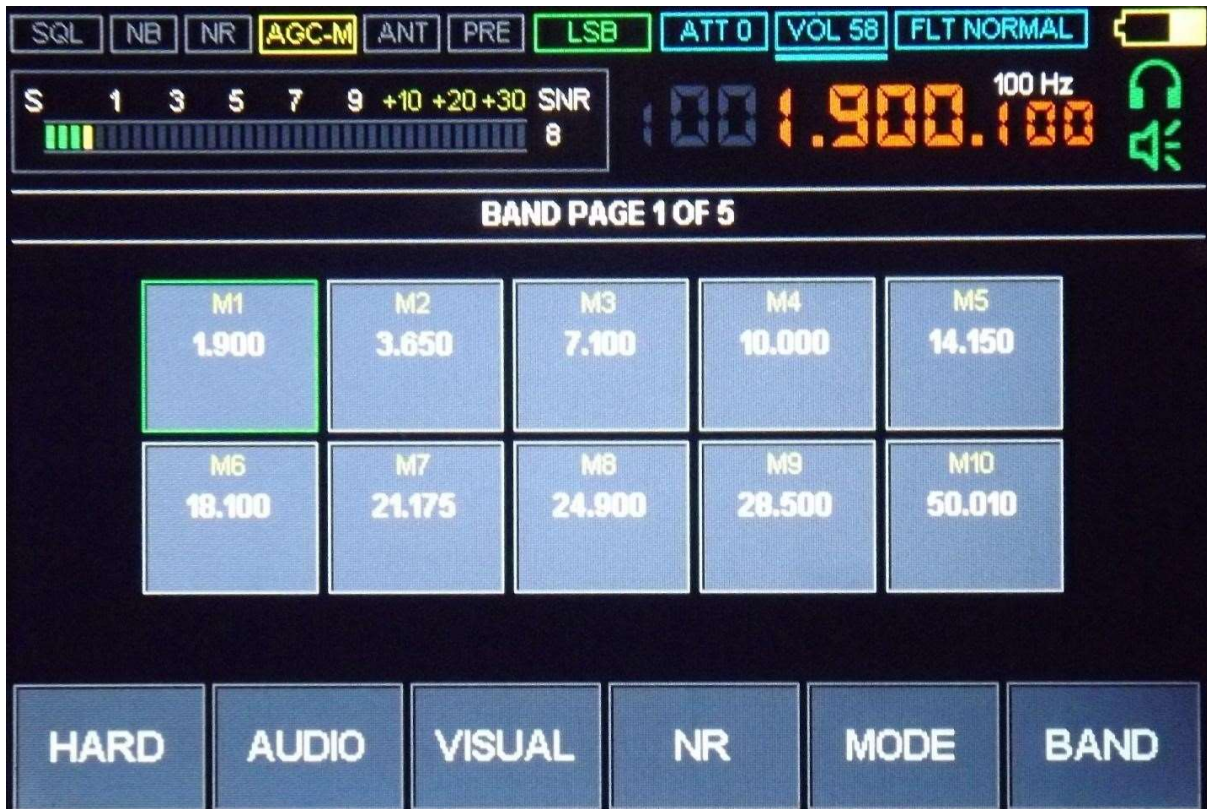 SQL NB NR AGC-M ANT PRE LSB ATT 0 VOL 58 FLT NORMAL
S 1 3 5 7 9 +10 +20 +30 SNR
8
100 Hz
1.900.100
BAND PAGE 1 OF 5
M1 M2 M3 M4 M5
1.900 3.650 7.100 10.000 14.150
M6 M7 M8 M9 M10
18.100 21.175 24.900 28.500 50.010
HARD AUDIO VISUAL NR MODE BAND